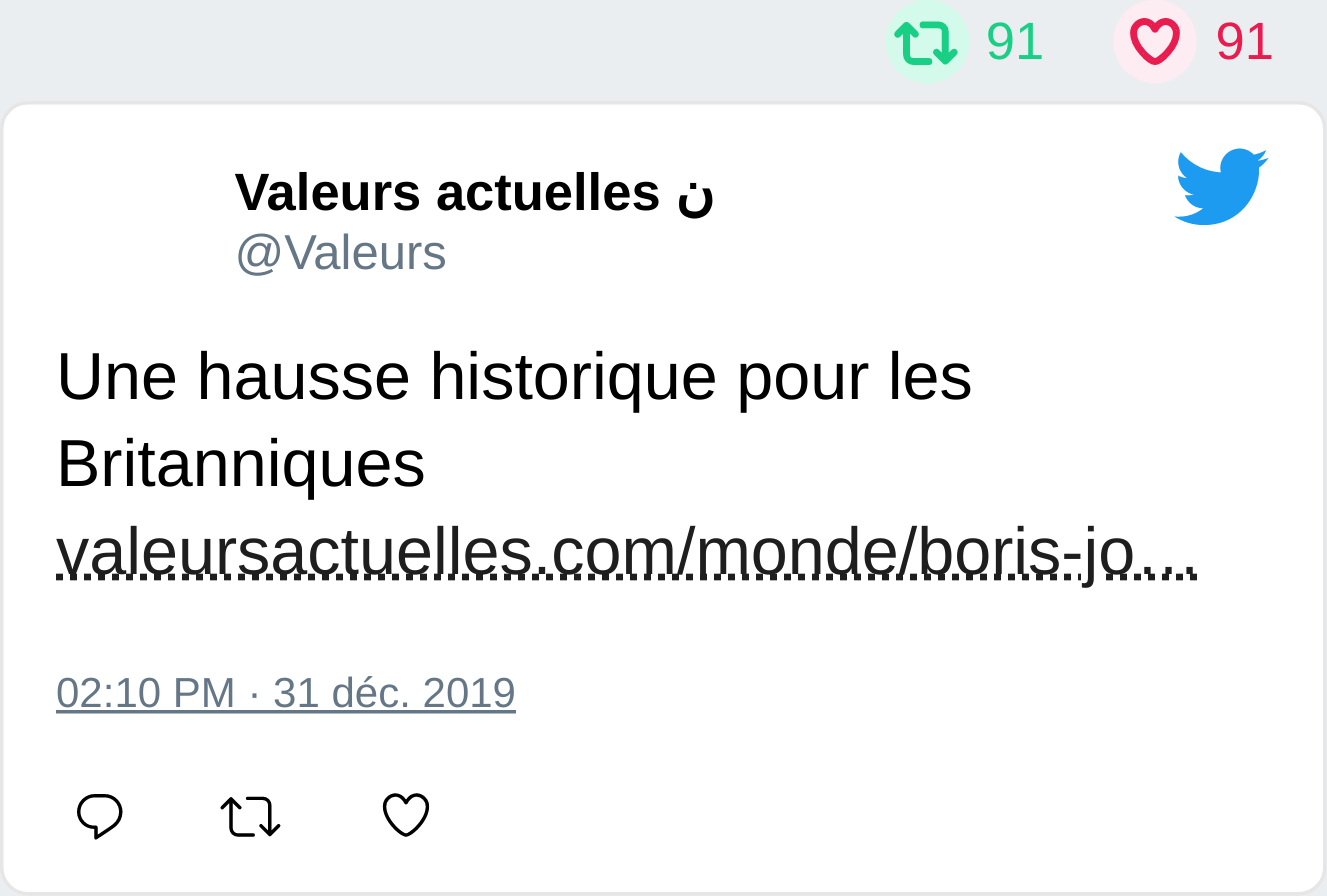 91 91
Valeurs actuelles ن
@Valeurs
Une hausse historique pour les
Britanniques
valeursactuelles.com/monde/boris-jo…
02:10 PM · 31 déc. 2019